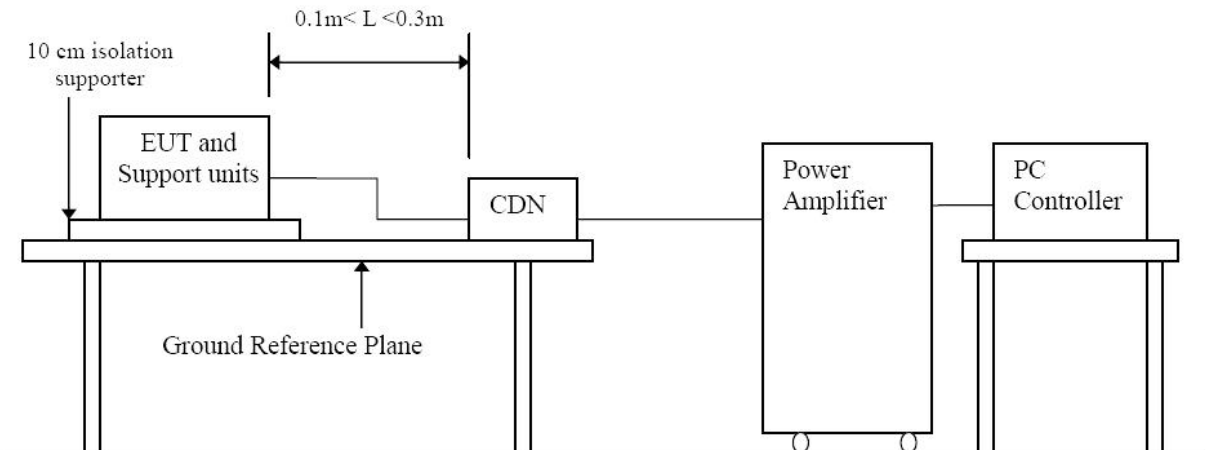 0.1m< L <0.3m
10 cm isolation
supporter
EUT and
Support units
CDN
Power
Amplifier
PC
Controller
Ground Reference Plane